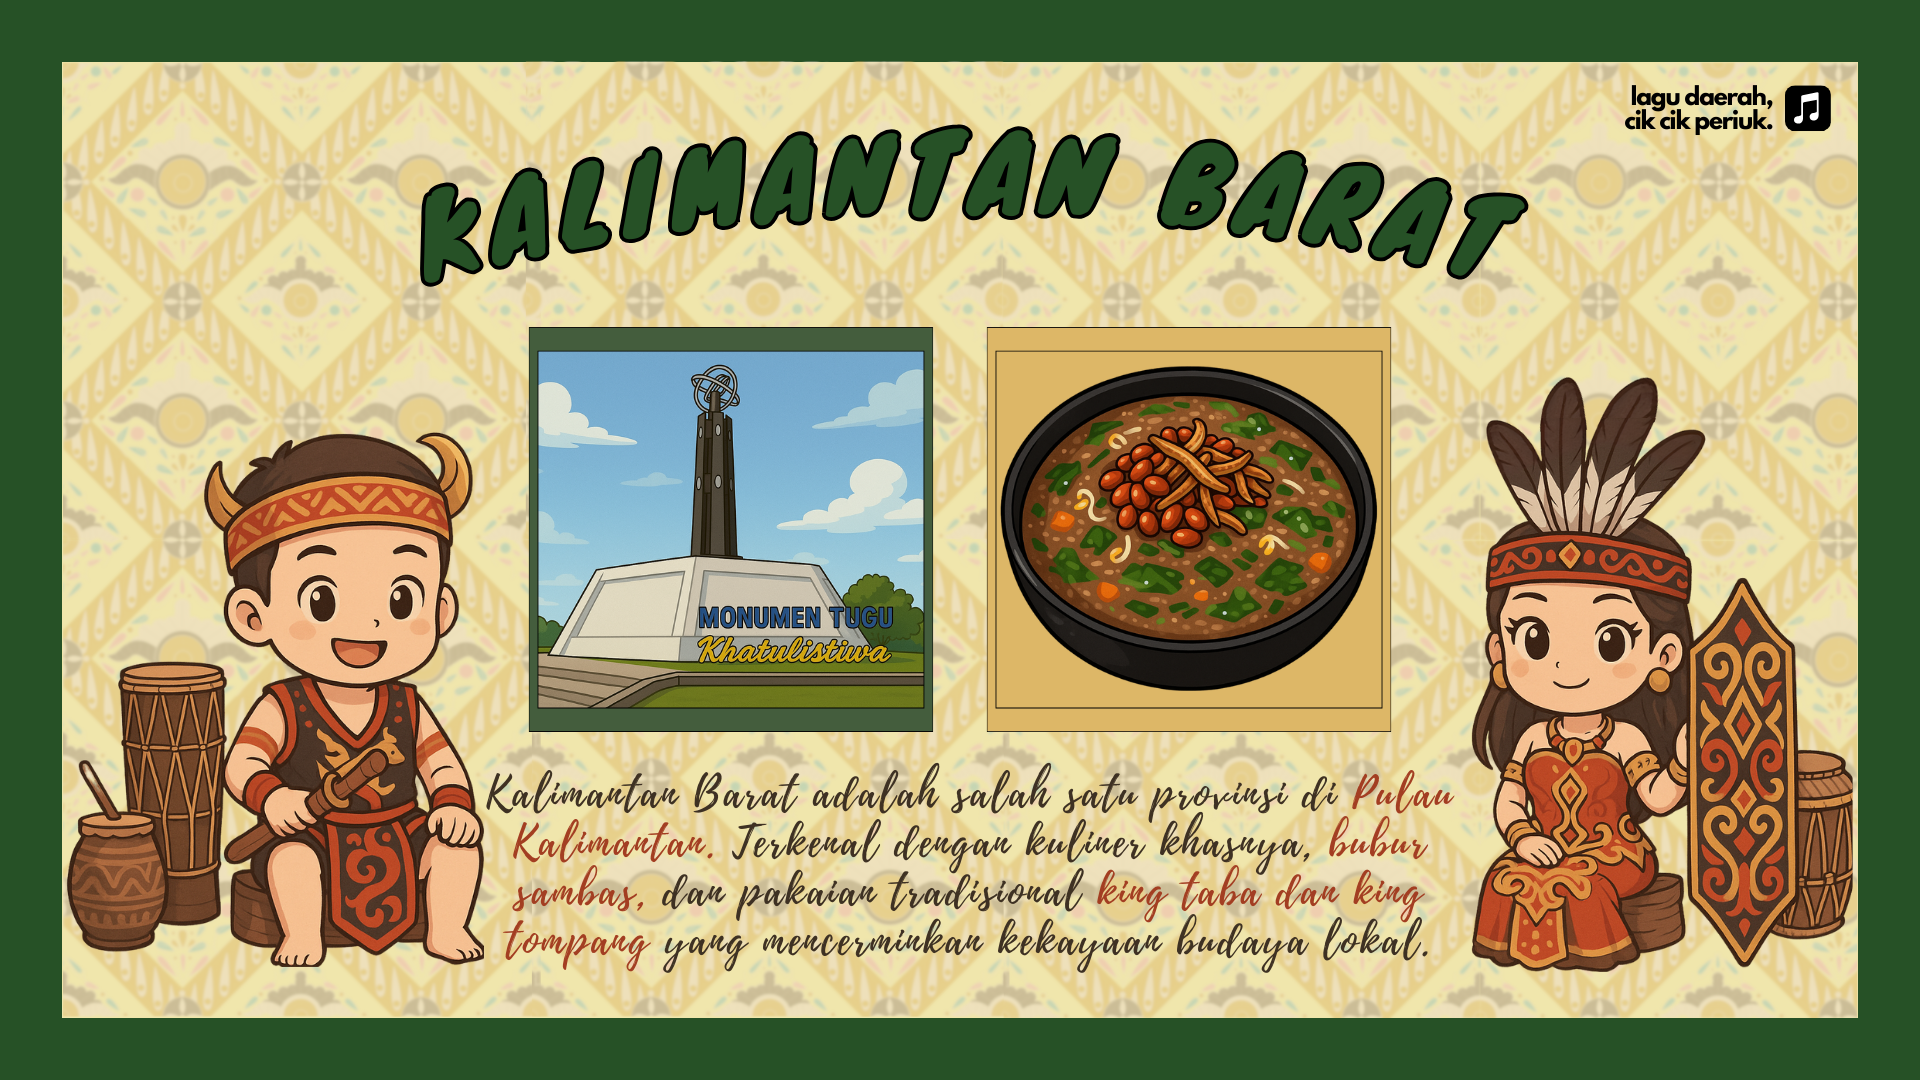 lagu daerah,
cik cik periuk.
KALIMANTAN BARAT
MONUMEN TUGU
Khatulistiwa
Kalimantan Barat adalah salah satu provinsi di Pulau
Kalimantan. Terkenal dengan kuliner khasnya, bubur
sambas, dan pakaian tradisional king taba dan king
tompang yang mencerminkan kekayaan budaya lokal.